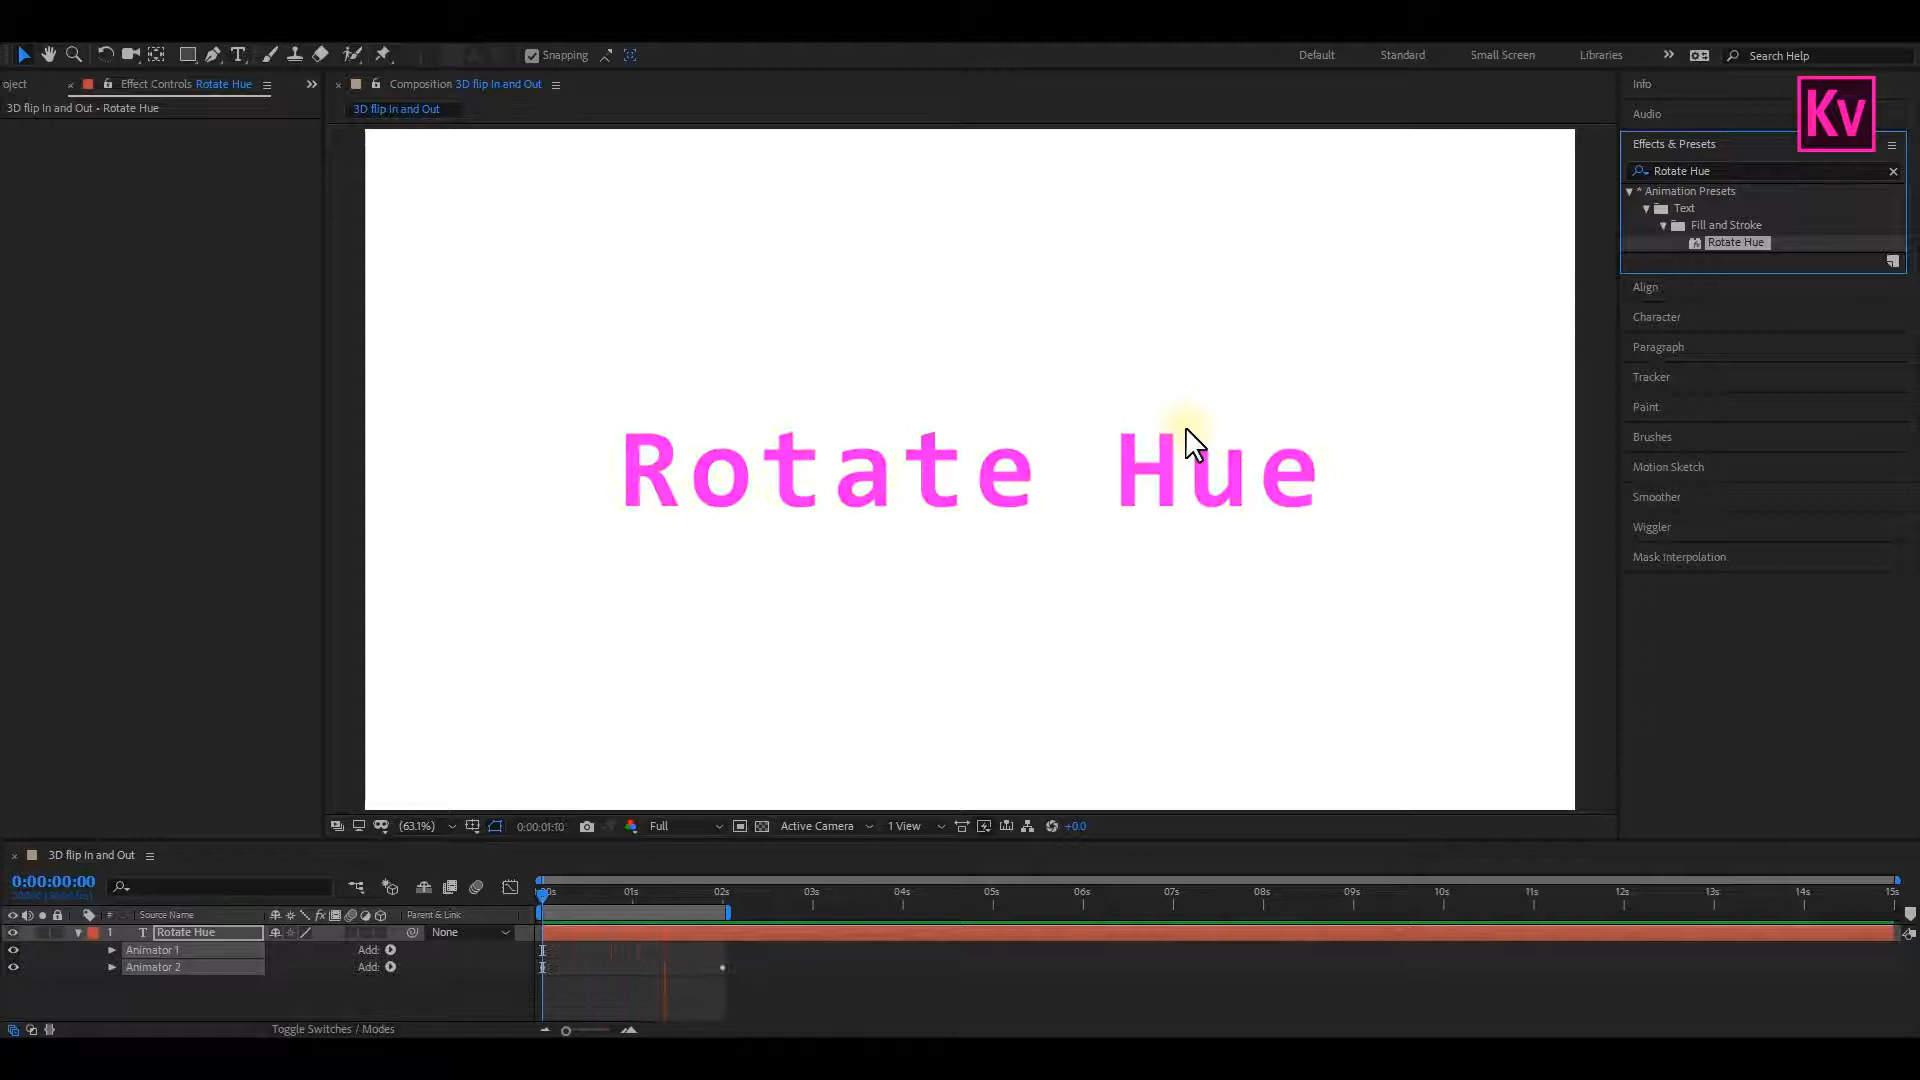 Snapping
Default
Standard
Small Screen
Libraries
Search Help
oject
Effect Controls Rotate Hue
3D flip In and Out • Rotate Hue
Composition 3D flip In and Out
3D flip In and Out
Info
Audio
Kv
Effects & Presets
Rotate Hue
* Animation Presets
Text
Fill and Stroke
Rotate Hue
Align
Character
Paragraph
Tracker
Paint
Brushes
Motion Sketch
Smoother
Wiggler
Mask Interpolation
Rotate Hue
(63.1%)
0:00:01:10
Full
Active Camera
1 View
+0.0
3D flip In and Out
0:00:00:00
01s 02s 03s 04s 05s 06s 07s 08s 09s 10s 11s 12s 13s 14s 15s
# Source Name
Parent & Link
1 T Rotate Hue
None
Animator 1
Add:
Animator 2
Add:
Toggle Switches / Modes